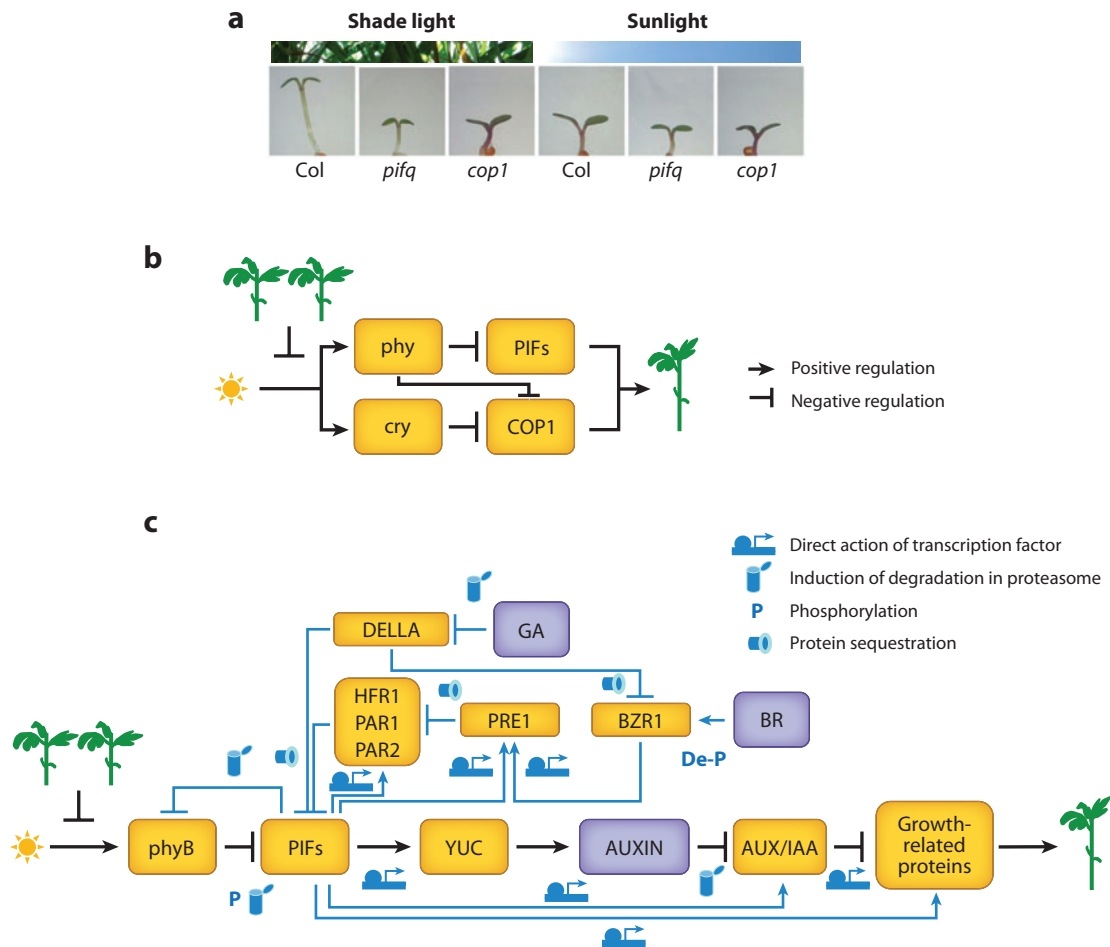 a
Shade light
Sunlight
Col
pifq
cop1
Col
pifq
cop1
b
phy
PIFs
cry
COP1
Positive regulation
Negative regulation
c
Direct action of transcription factor
Induction of degradation in proteasome
P Phosphorylation
Protein sequestration
DELLA
GA
HFR1
PAR1
PAR2
PRE1
BZR1
BR
De-P
phyB
PIFs
YUC
AUXIN
AUX/IAA
Growth-
related
proteins
P